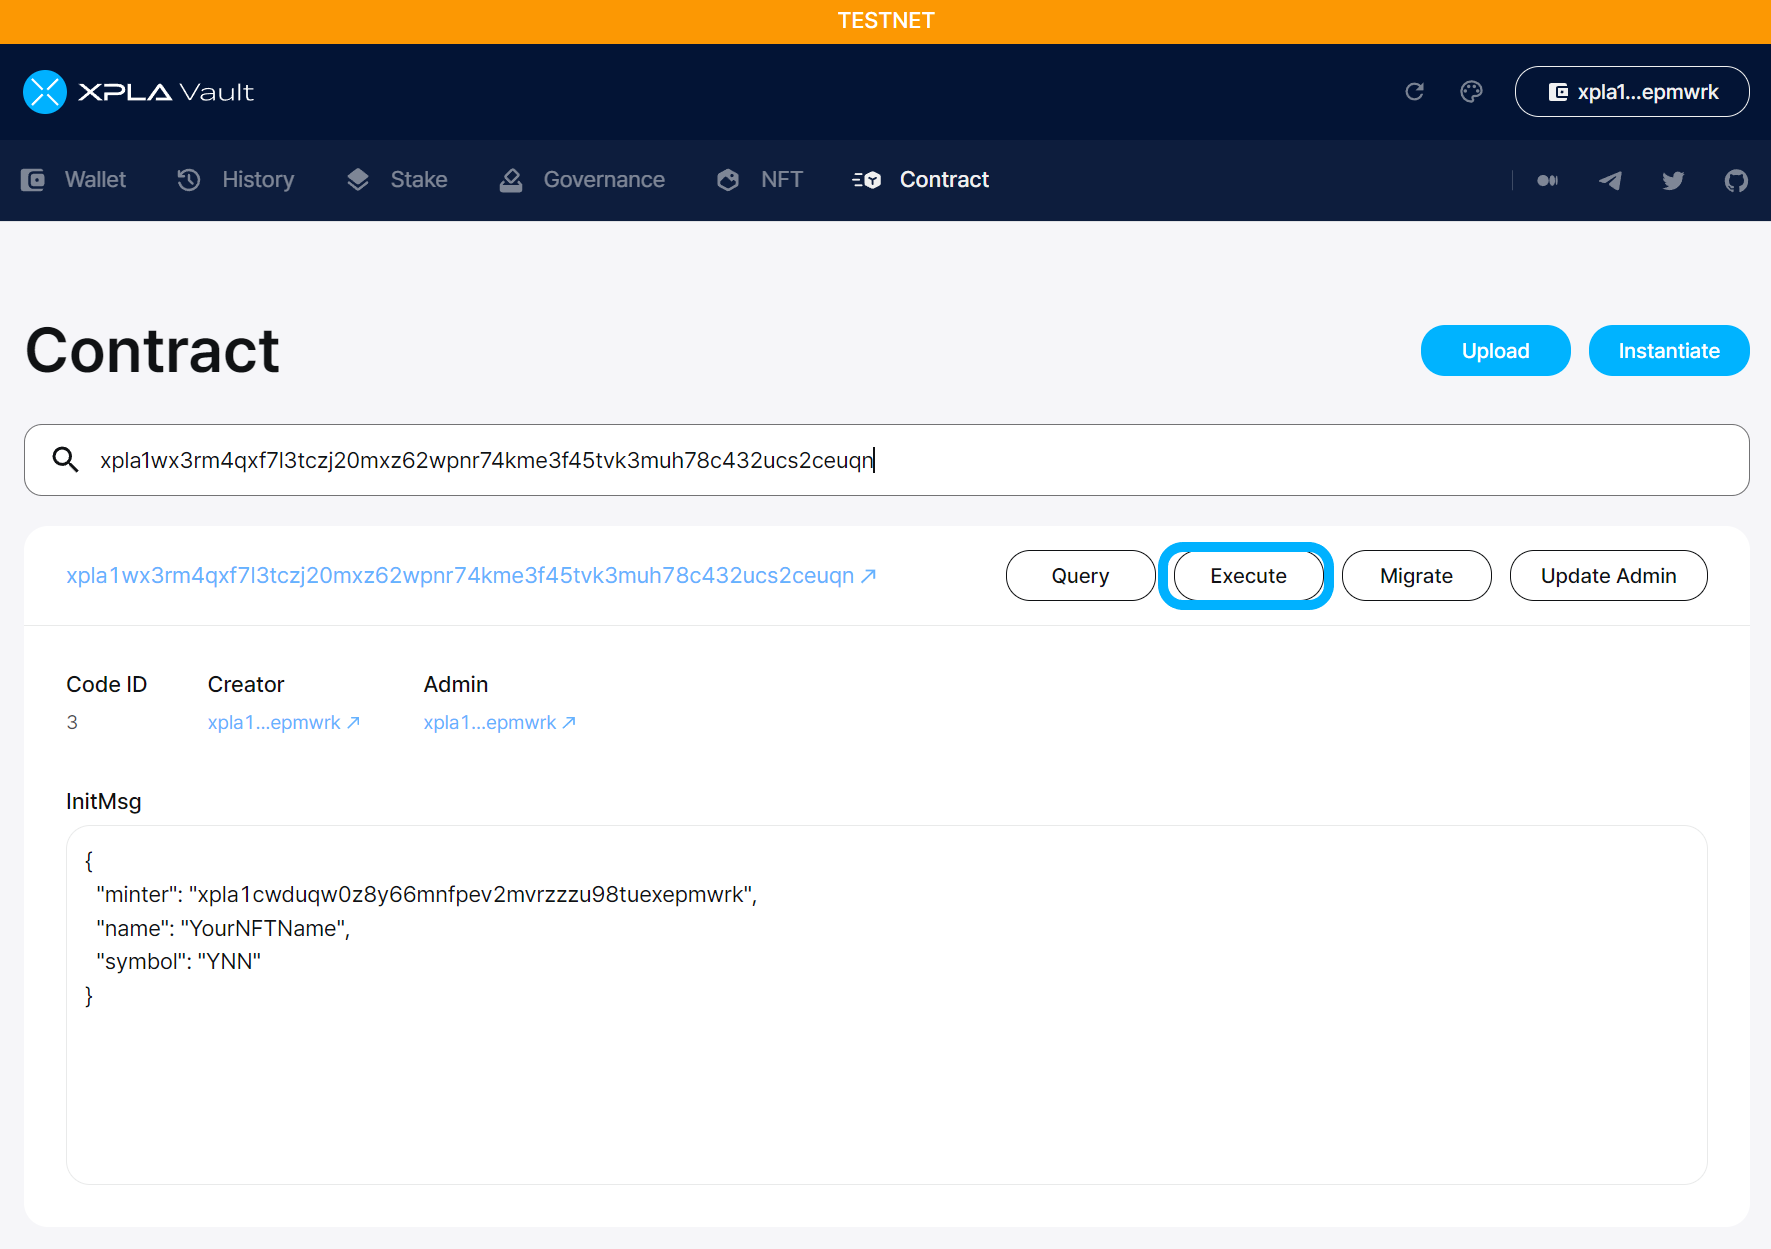 TESTNET
XPLA Vault
xpla1...epmwrk
Wallet History Stake Governance NFT Contract
Contract
Upload Instantiate
xpla1wx3rm4qxf7l3tczj20mxz62wpnr74kme3f45tvk3muh78c432ucs2ceuqn
xpla1wx3rm4qxf7l3tczj20mxz62wpnr74kme3f45tvk3muh78c432ucs2ceuqn
Query Execute Migrate Update Admin
Code ID Creator Admin
3 xpla1...epmwrk xpla1...epmwrk
InitMsg
{
"minter": "xpla1cwduqw0z8y66mnfpev2mvrzzzu98tuexepmwrk",
"name": "YourNFTName",
"symbol": "YNN"
}